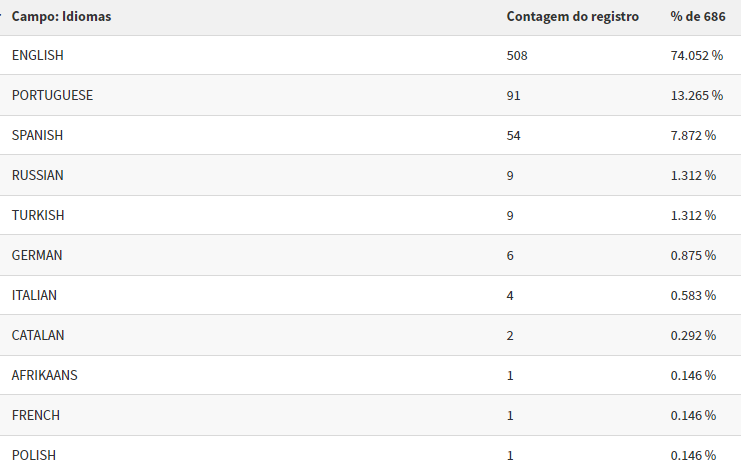 Campo: Idiomas Contagem do registro % de 686
ENGLISH 508 74.052 %
PORTUGUESE 91 13.265 %
SPANISH 54 7.872 %
RUSSIAN 9 1.312 %
TURKISH 9 1.312 %
GERMAN 6 0.875 %
ITALIAN 4 0.583 %
CATALAN 2 0.292 %
AFRIKAANS 1 0.146 %
FRENCH 1 0.146 %
POLISH 1 0.146 %